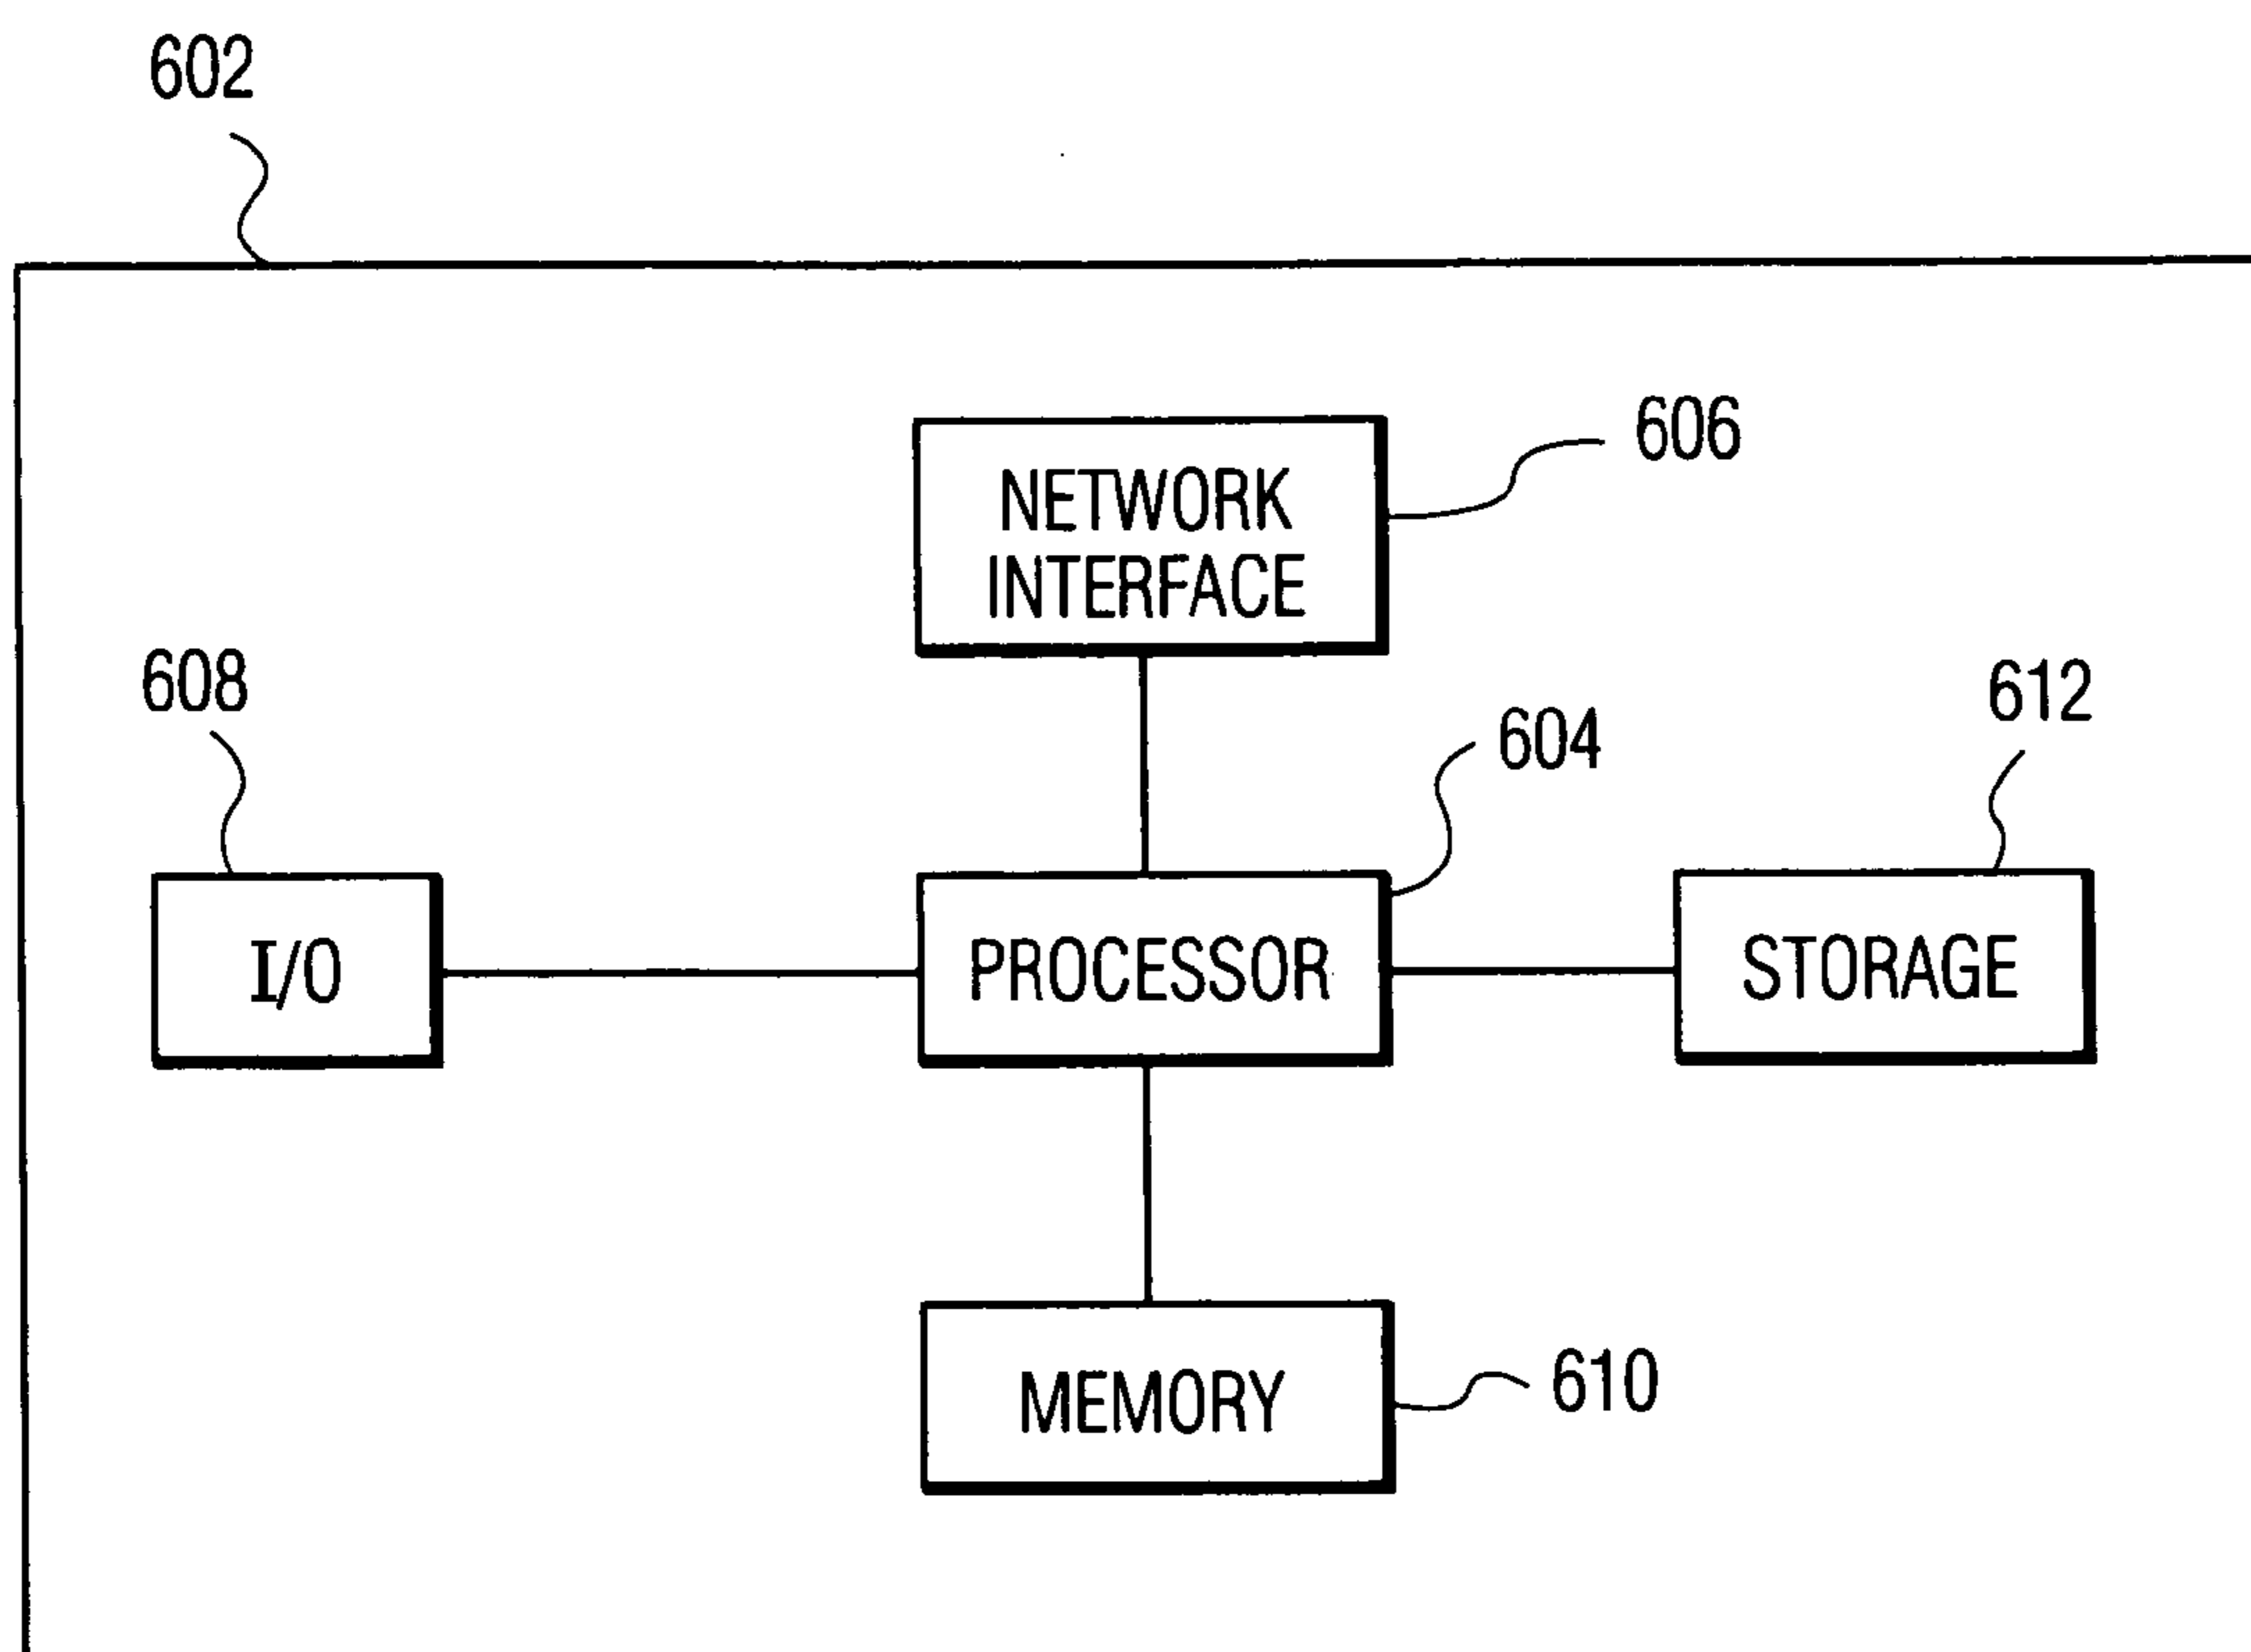 602
606
NETWORK
INTERFACE
608
612
604
I/O
PROCESSOR
STORAGE
MEMORY
610